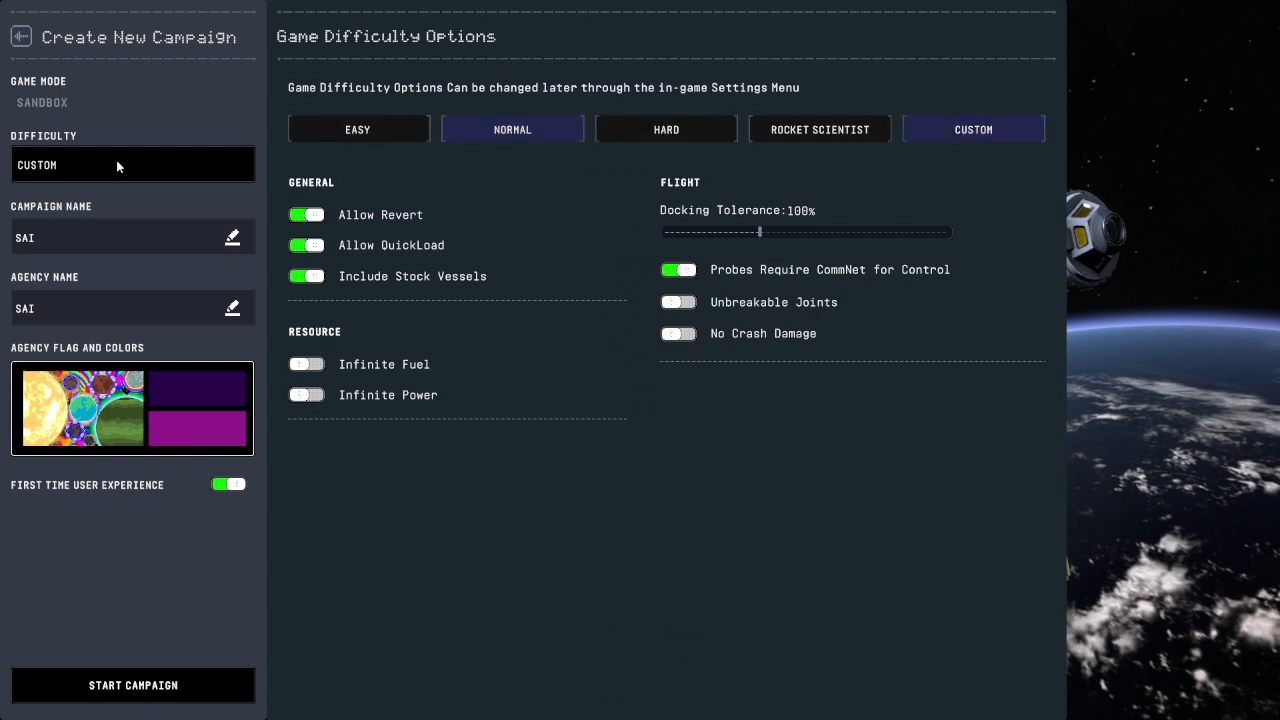 Create New Campaign
GAME MODE
SANDBOX
DIFFICULTY
CUSTOM
CAMPAIGN NAME
SAI
AGENCY NAME
SAI
AGENCY FLAG AND COLORS
FIRST TIME USER EXPERIENCE
START CAMPAIGN
Game Difficulty Options
Game Difficulty Options Can be changed later through the in-game Settings Menu
EASY NORMAL HARD ROCKET SCIENTIST CUSTOM
GENERAL
Allow Revert
Allow QuickLoad
Include Stock Vessels
RESOURCE
Infinite Fuel
Infinite Power
FLIGHT
Docking Tolerance:100%
Probes Require CommNet for Control
Unbreakable Joints
No Crash Damage